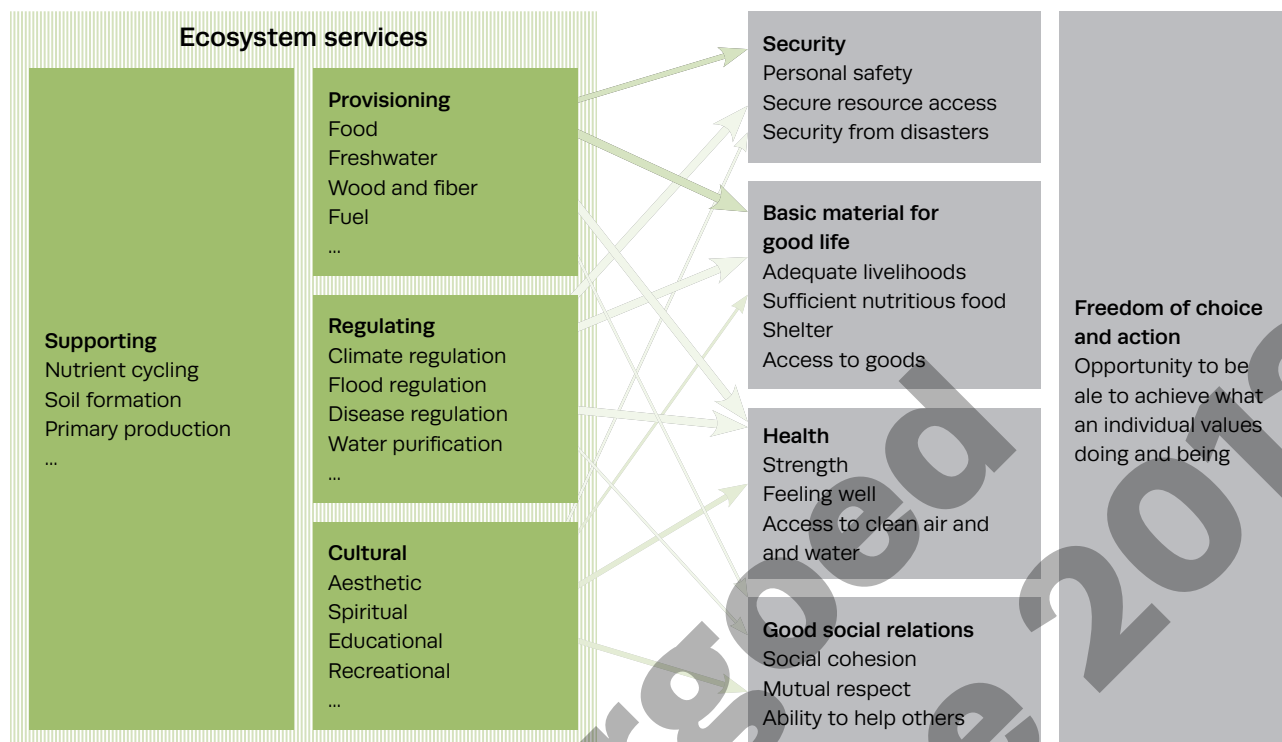 Ecosystem services
Supporting
Nutrient cycling
Soil formation
Primary production
...
Provisioning
Food
Freshwater
Wood and fiber
Fuel
...
Regulating
Climate regulation
Flood regulation
Disease regulation
Water purification
...
Cultural
Aesthetic
Spiritual
Educational
Recreational
...
Security
Personal safety
Secure resource access
Security from disasters
Basic material for
good life
Adequate livelihoods
Sufficient nutritious food
Shelter
Access to goods
Health
Strength
Feeling well
Access to clean air and
and water
Good social relations
Social cohesion
Mutual respect
Ability to help others
Freedom of choice
and action
Opportunity to be
ale to achieve what
an individual values
doing and being